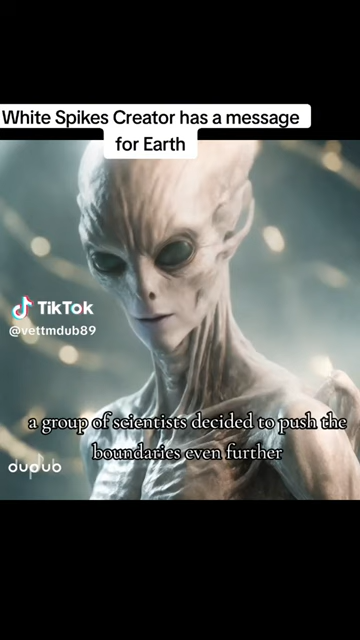 White Spikes Creator has a message
for Earth
TikTok
@vettmdub89
a group of scientists decided to push the
boundaries even further
dupdub